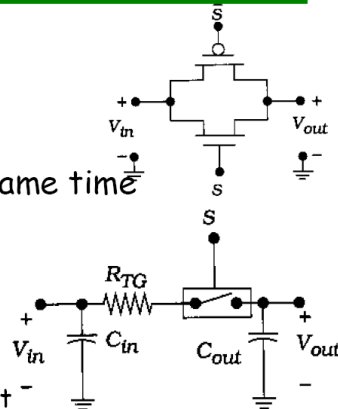 s̅
+ +
V_in V_out
- -
s
ame time
s
R_TG
+ C_in C_out +
V_in V_out
t - -